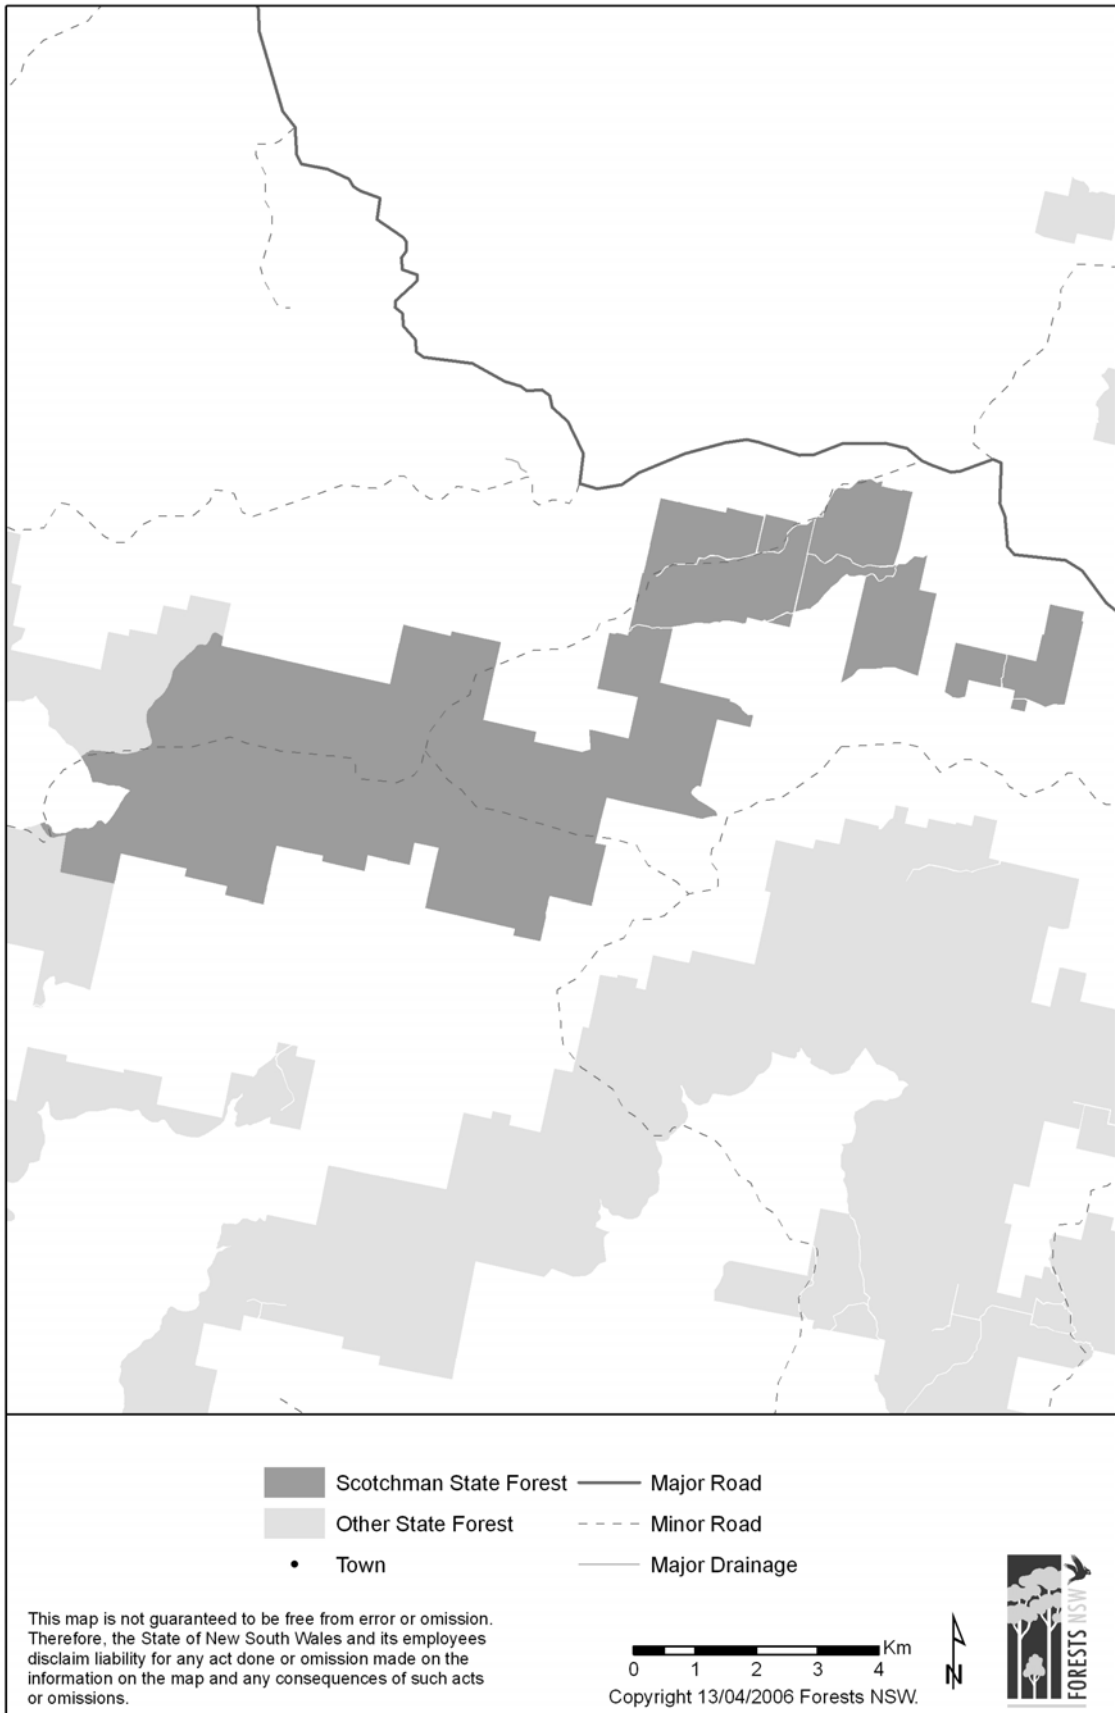 Scotchman State Forest
Major Road
Other State Forest
Minor Road
Town
Major Drainage
This map is not guaranteed to be free from error or omission.
Therefore, the State of New South Wales and its employees
disclaim liability for any act done or omission made on the
information on the map and any consequences of such acts
or omissions.
Km
0 1 2 3 4
Copyright 13/04/2006 Forests NSW.
N
FORESTS NSW